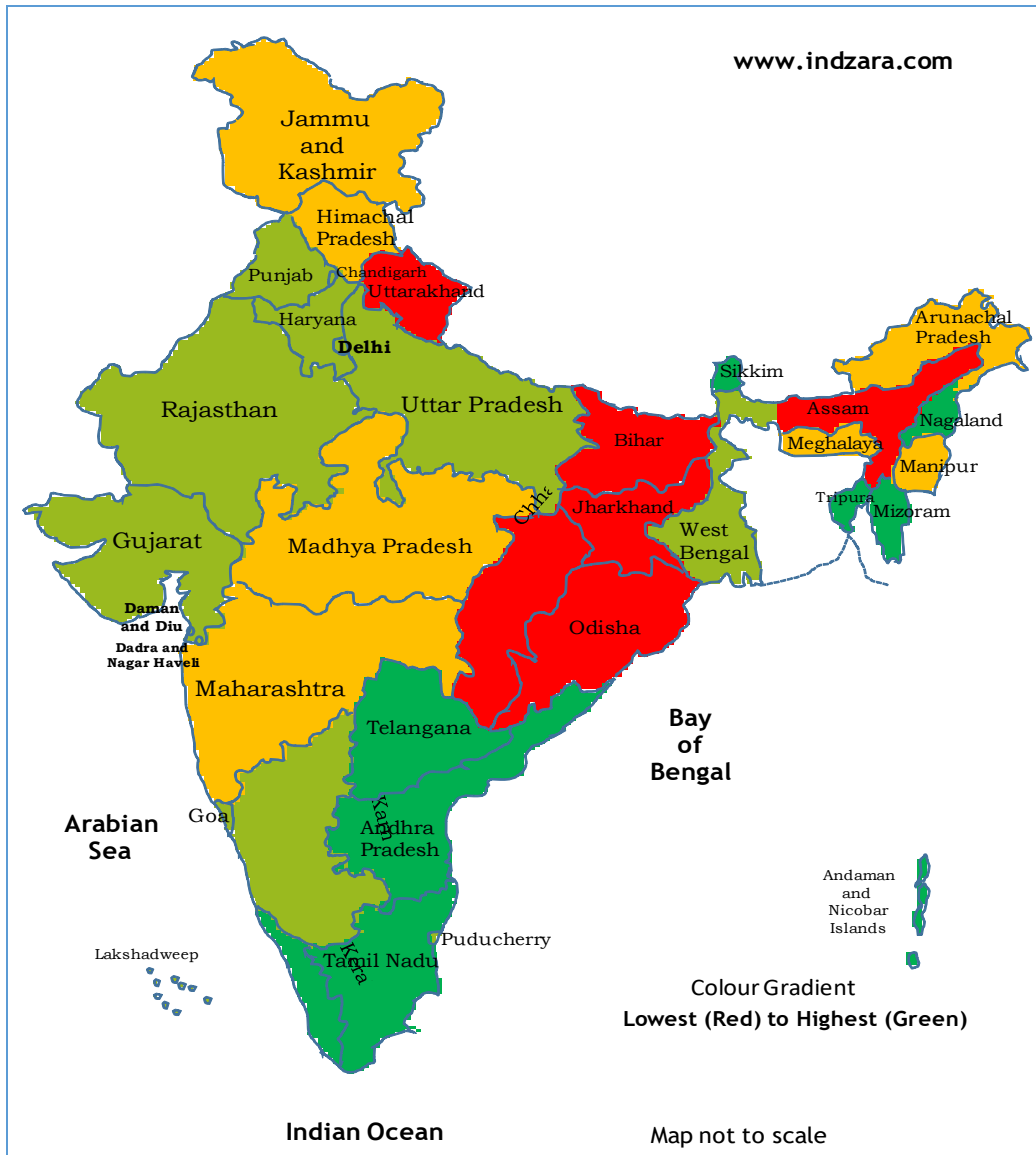 www.indzara.com
Jammu
and
Kashmir
Himachal
Pradesh
Punjab
Chandigarh
Uttarakhand
Haryana
Delhi
Arunachal
Pradesh
Sikkim
Rajasthan
Uttar Pradesh
Assam
Nagaland
Bihar
Meghalaya
Manipur
Chha
Jharkhand
Tripura
Mizoram
Gujarat
Madhya Pradesh
West
Bengal
Daman
and Diu
Dadra and
Nagar Haveli
Odisha
Maharashtra
Telangana
Bay
of
Bengal
Goa
Karn
Arabian
Sea
Andhra
Pradesh
Andaman
and
Nicobar
Islands
Puducherry
Lakshadweep
Kera
Tamil Nadu
Colour Gradient
Lowest (Red) to Highest (Green)
Indian Ocean
Map not to scale